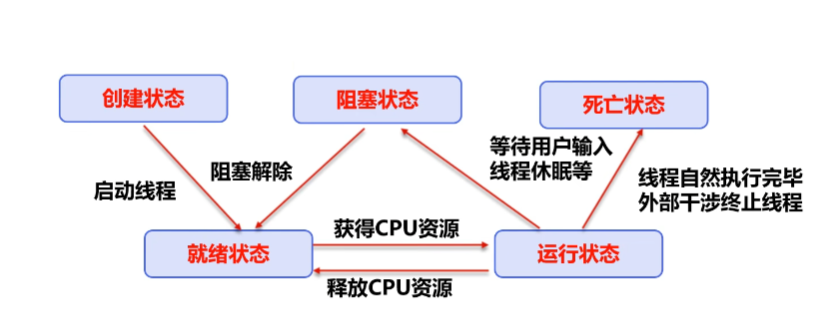 创建状态
阻塞状态
死亡状态
启动线程
阻塞解除
等待用户输入
线程休眠等
线程自然执行完毕
外部干涉终止线程
就绪状态
获得CPU资源
运行状态
释放CPU资源